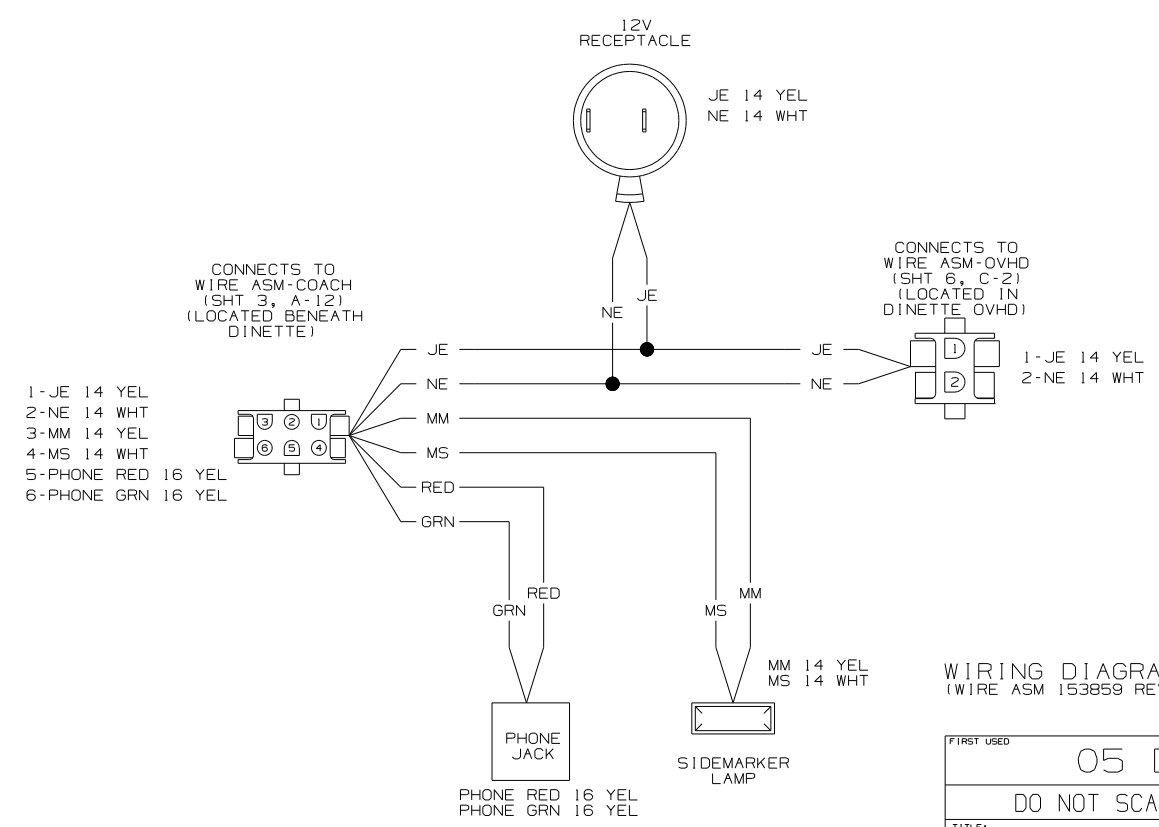 12V
RECEPTACLE
JE 14 YEL
NE 14 WHT
CONNECTS TO
WIRE ASM-COACH
(SHT 3, A-12)
(LOCATED BENEATH
DINETTE)
CONNECTS TO
WIRE ASM-OVHD
(SHT 6, C-2)
(LOCATED IN
DINETTE OVHD)
NE
JE
JE
JE
NE
NE
1
2
1-JE 14 YEL
2-NE 14 WHT
1-JE 14 YEL
2-NE 14 WHT
3-MM 14 YEL
4-MS 14 WHT
5-PHONE RED 16 YEL
6-PHONE GRN 16 YEL
3 2 1
6 5 4
MM
MS
RED
GRN
GRN
RED
MS
MM
MM 14 YEL
MS 14 WHT
PHONE
JACK
PHONE RED 16 YEL
PHONE GRN 16 YEL
SIDEMARKER
LAMP
WIRING DIAGRA
(WIRE ASM 153859 RE
FIRST USED
05
DO NOT SCA
TITLE: